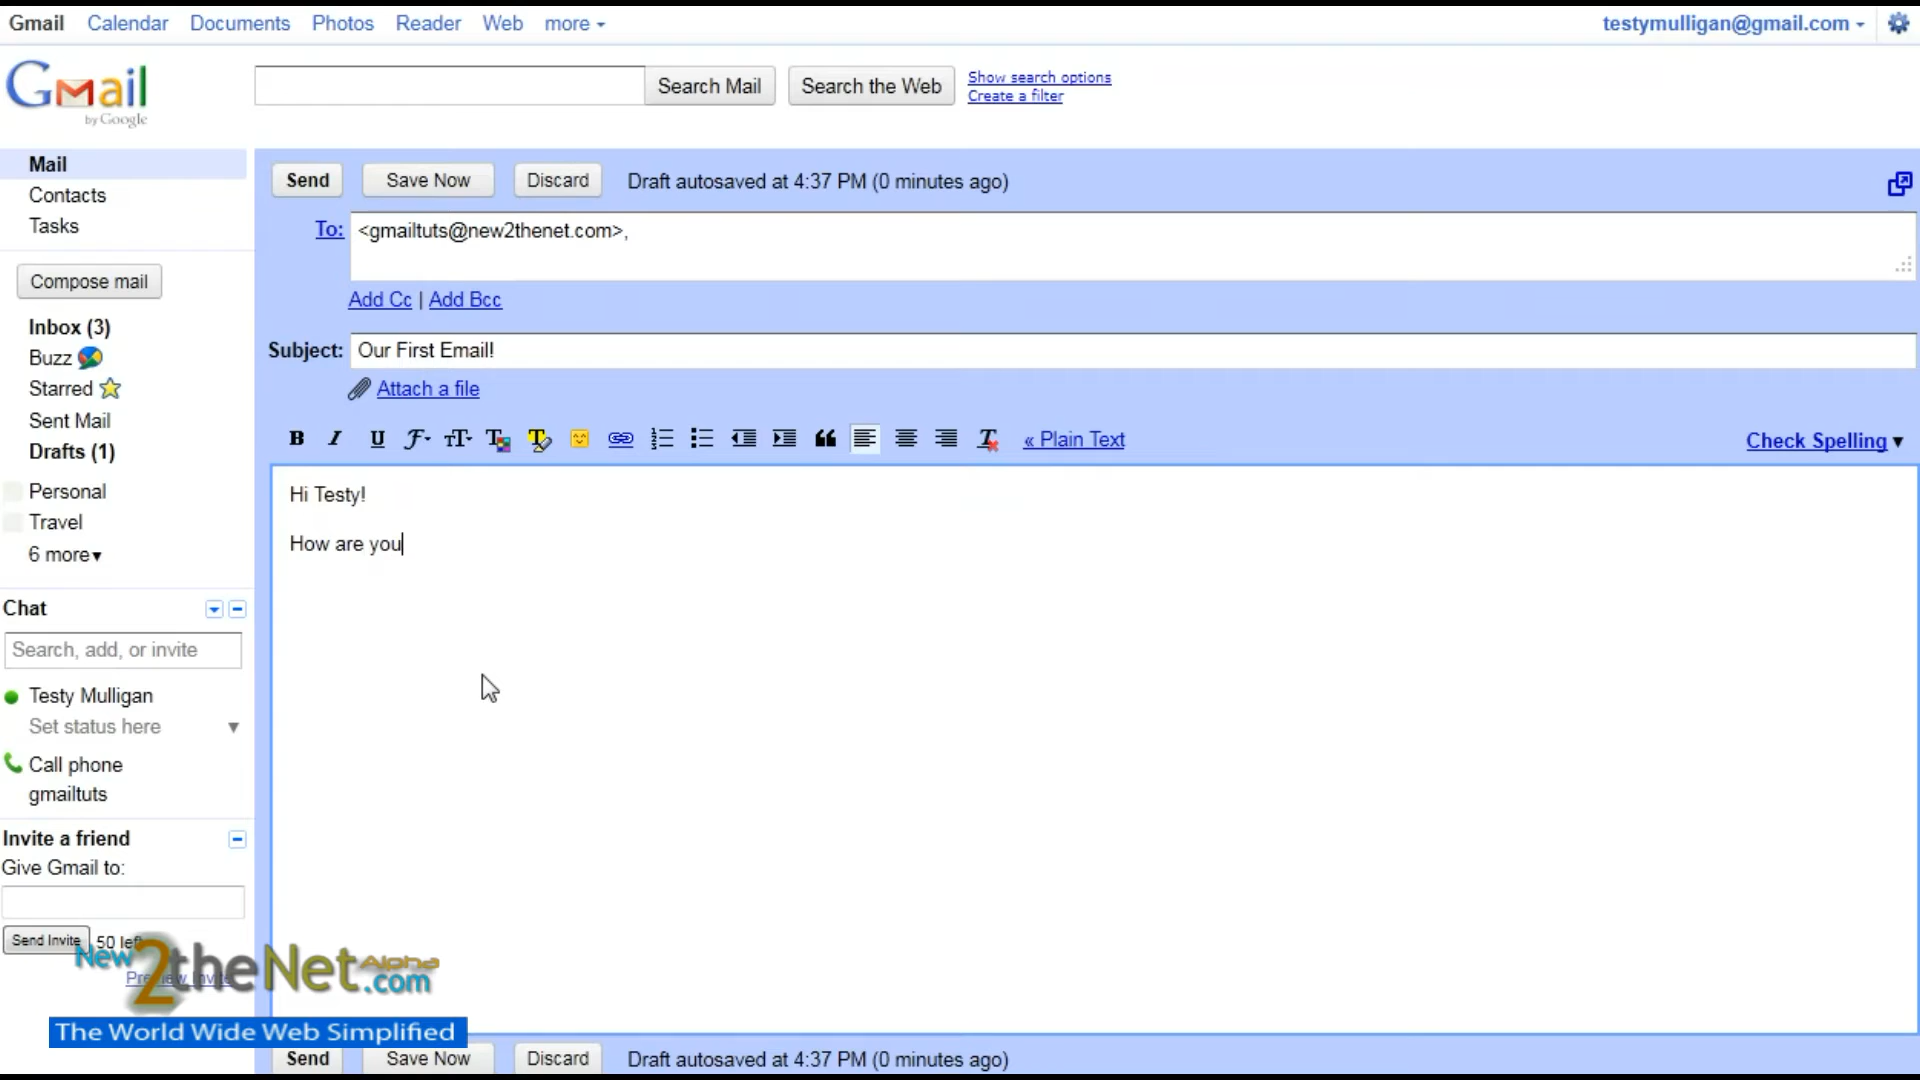 Gmail Calendar Documents Photos Reader Web more
testymulligan@gmail.com
Gmail
by Google
Search Mail
Search the Web
Show search options
Create a filter
Mail
Contacts
Tasks
Compose mail
Inbox (3)
Buzz
Starred
Sent Mail
Drafts (1)
Personal
Travel
6 more▾
Chat
Search, add, or invite
Testy Mulligan
Set status here
Call phone
gmailtuts
Invite a friend
Give Gmail to:
Send Invite 50 left
Preview Invite
Send Save Now Discard Draft autosaved at 4:37 PM (0 minutes ago)
To: <gmailtuts@new2thenet.com>,
Add Cc | Add Bcc
Subject: Our First Email!
Attach a file
B I U « Plain Text Check Spelling ▾
Hi Testy!
How are you
Send Save Now Discard Draft autosaved at 4:37 PM (0 minutes ago)
New2theNet.com Alpha
The World Wide Web Simplified